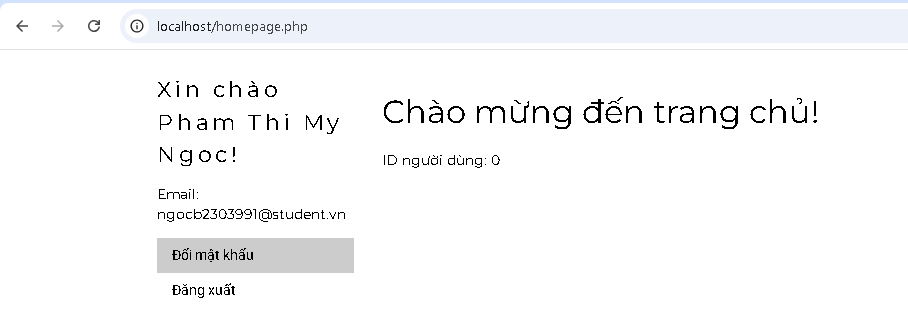 localhost/homepage.php
Xin chào
Pham Thi My
Ngoc!
Email:
ngocb2303991@student.vn
Đổi mật khẩu
Đăng xuất
Chào mừng đến trang chủ!
ID người dùng: 0